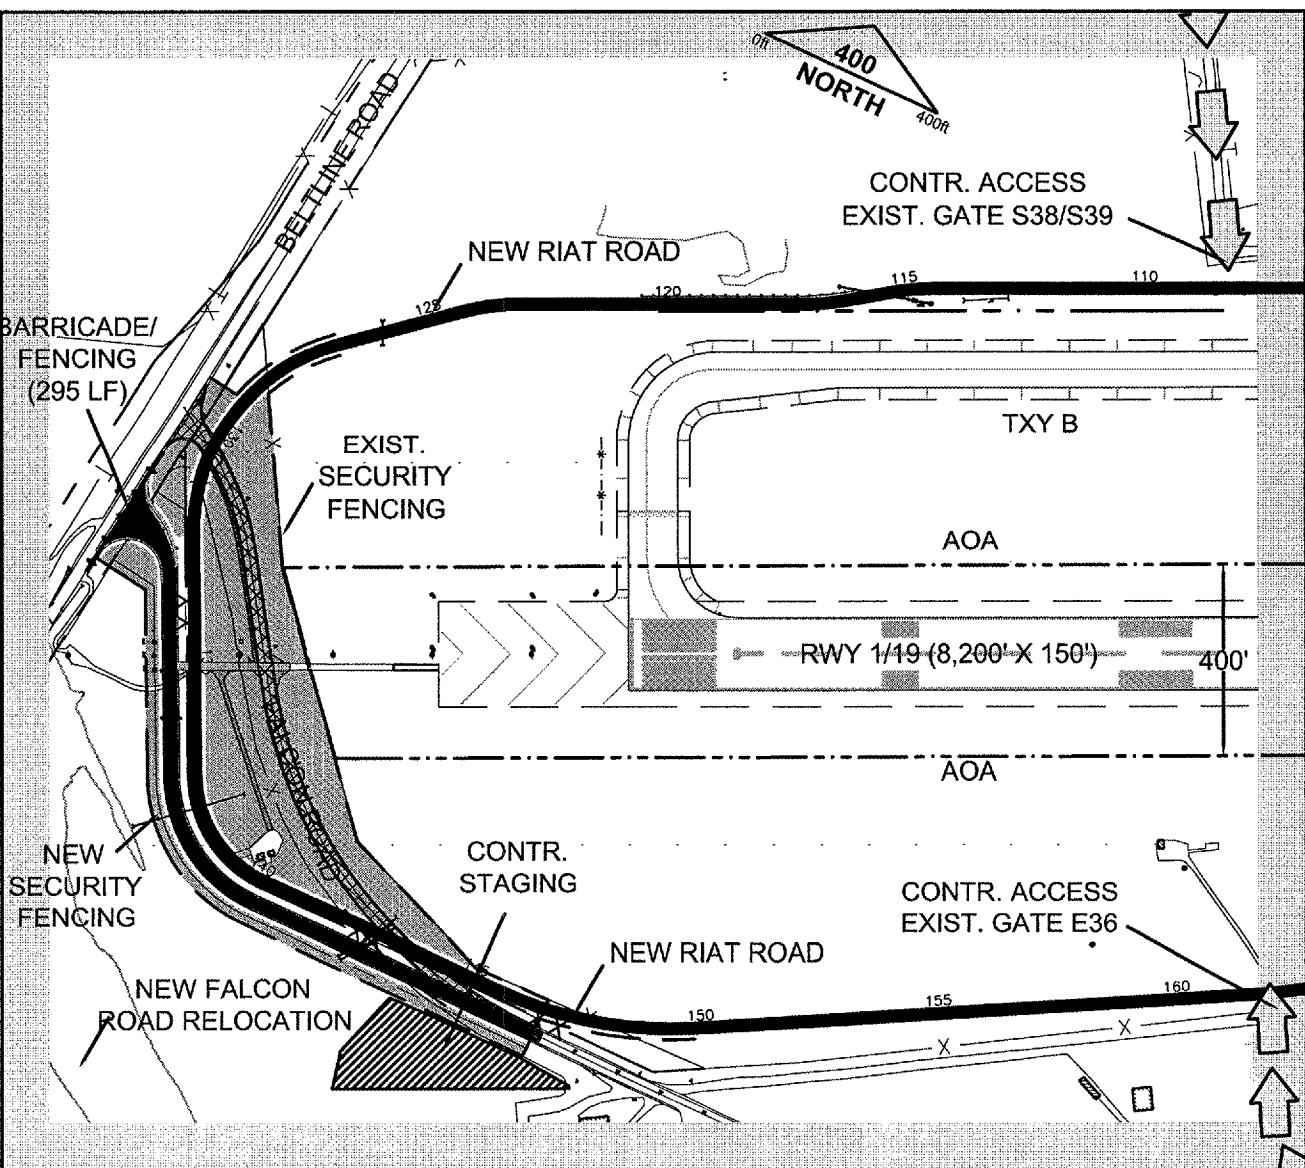 0ft
400
NORTH
400ft
BELTLINE ROAD
CONTR. ACCESS
EXIST. GATE S38/S39
NEW RIAT ROAD
125
120
115
110
BARRICADE/
FENCING
(295 LF)
EXIST.
SECURITY
FENCING
TXY B
AOA
RWY 1/19 (8,200' X 150')
400'
AOA
FALCON ROAD
NEW
SECURITY
FENCING
CONTR.
STAGING
CONTR. ACCESS
EXIST. GATE E36
NEW RIAT ROAD
NEW FALCON
ROAD RELOCATION
150
155
160